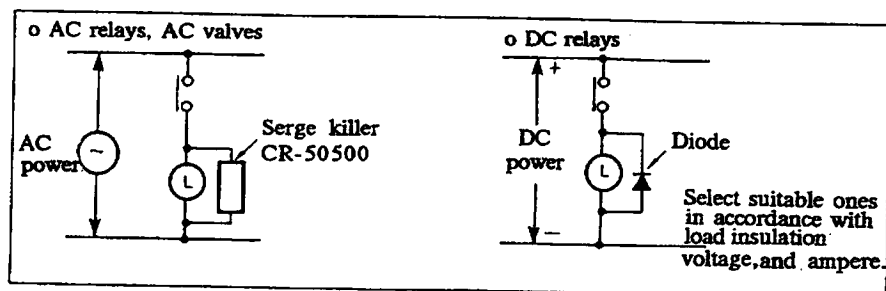 o AC relays, AC valves
AC
power
~
L
Serge killer
CR-50500
o DC relays
+
DC
power
L
Diode
−
Select suitable ones
in accordance with
load insulation
voltage,and ampere.